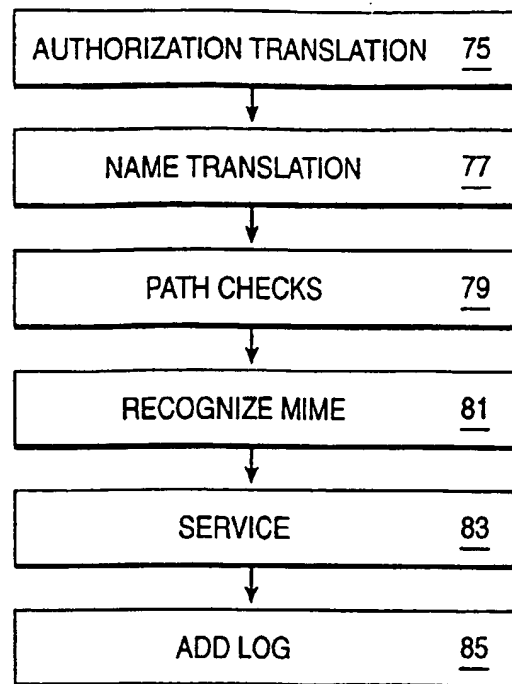 AUTHORIZATION TRANSLATION 75
NAME TRANSLATION 77
PATH CHECKS 79
RECOGNIZE MIME 81
SERVICE 83
ADD LOG 85